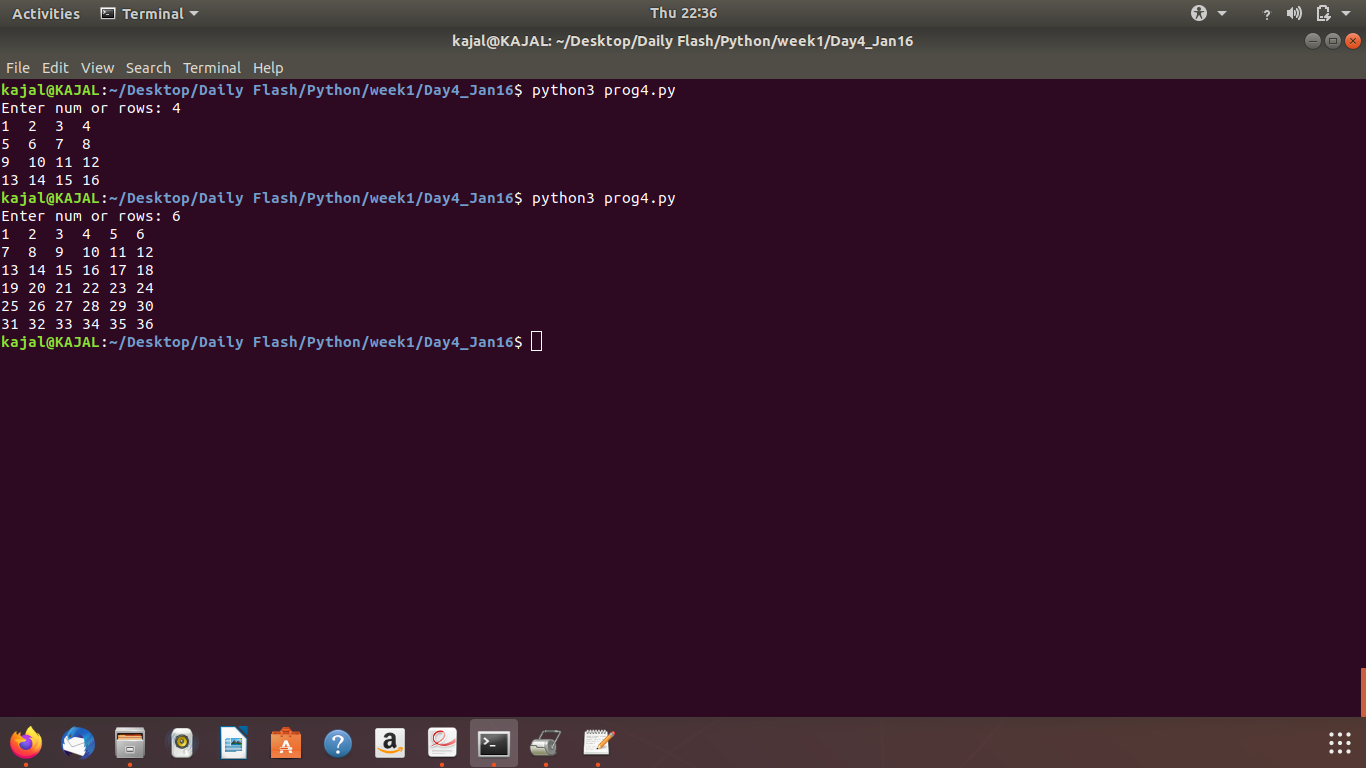 Activities Terminal Thu 22:36 ?
kajal@KAJAL: ~/Desktop/Daily Flash/Python/week1/Day4_Jan16
File Edit View Search Terminal Help
kajal@KAJAL:~/Desktop/Daily Flash/Python/week1/Day4_Jan16$ python3 prog4.py
Enter num or rows: 4
1  2  3  4
5  6  7  8
9  10 11 12
13 14 15 16
kajal@KAJAL:~/Desktop/Daily Flash/Python/week1/Day4_Jan16$ python3 prog4.py
Enter num or rows: 6
1  2  3  4  5  6
7  8  9  10 11 12
13 14 15 16 17 18
19 20 21 22 23 24
25 26 27 28 29 30
31 32 33 34 35 36
kajal@KAJAL:~/Desktop/Daily Flash/Python/week1/Day4_Jan16$